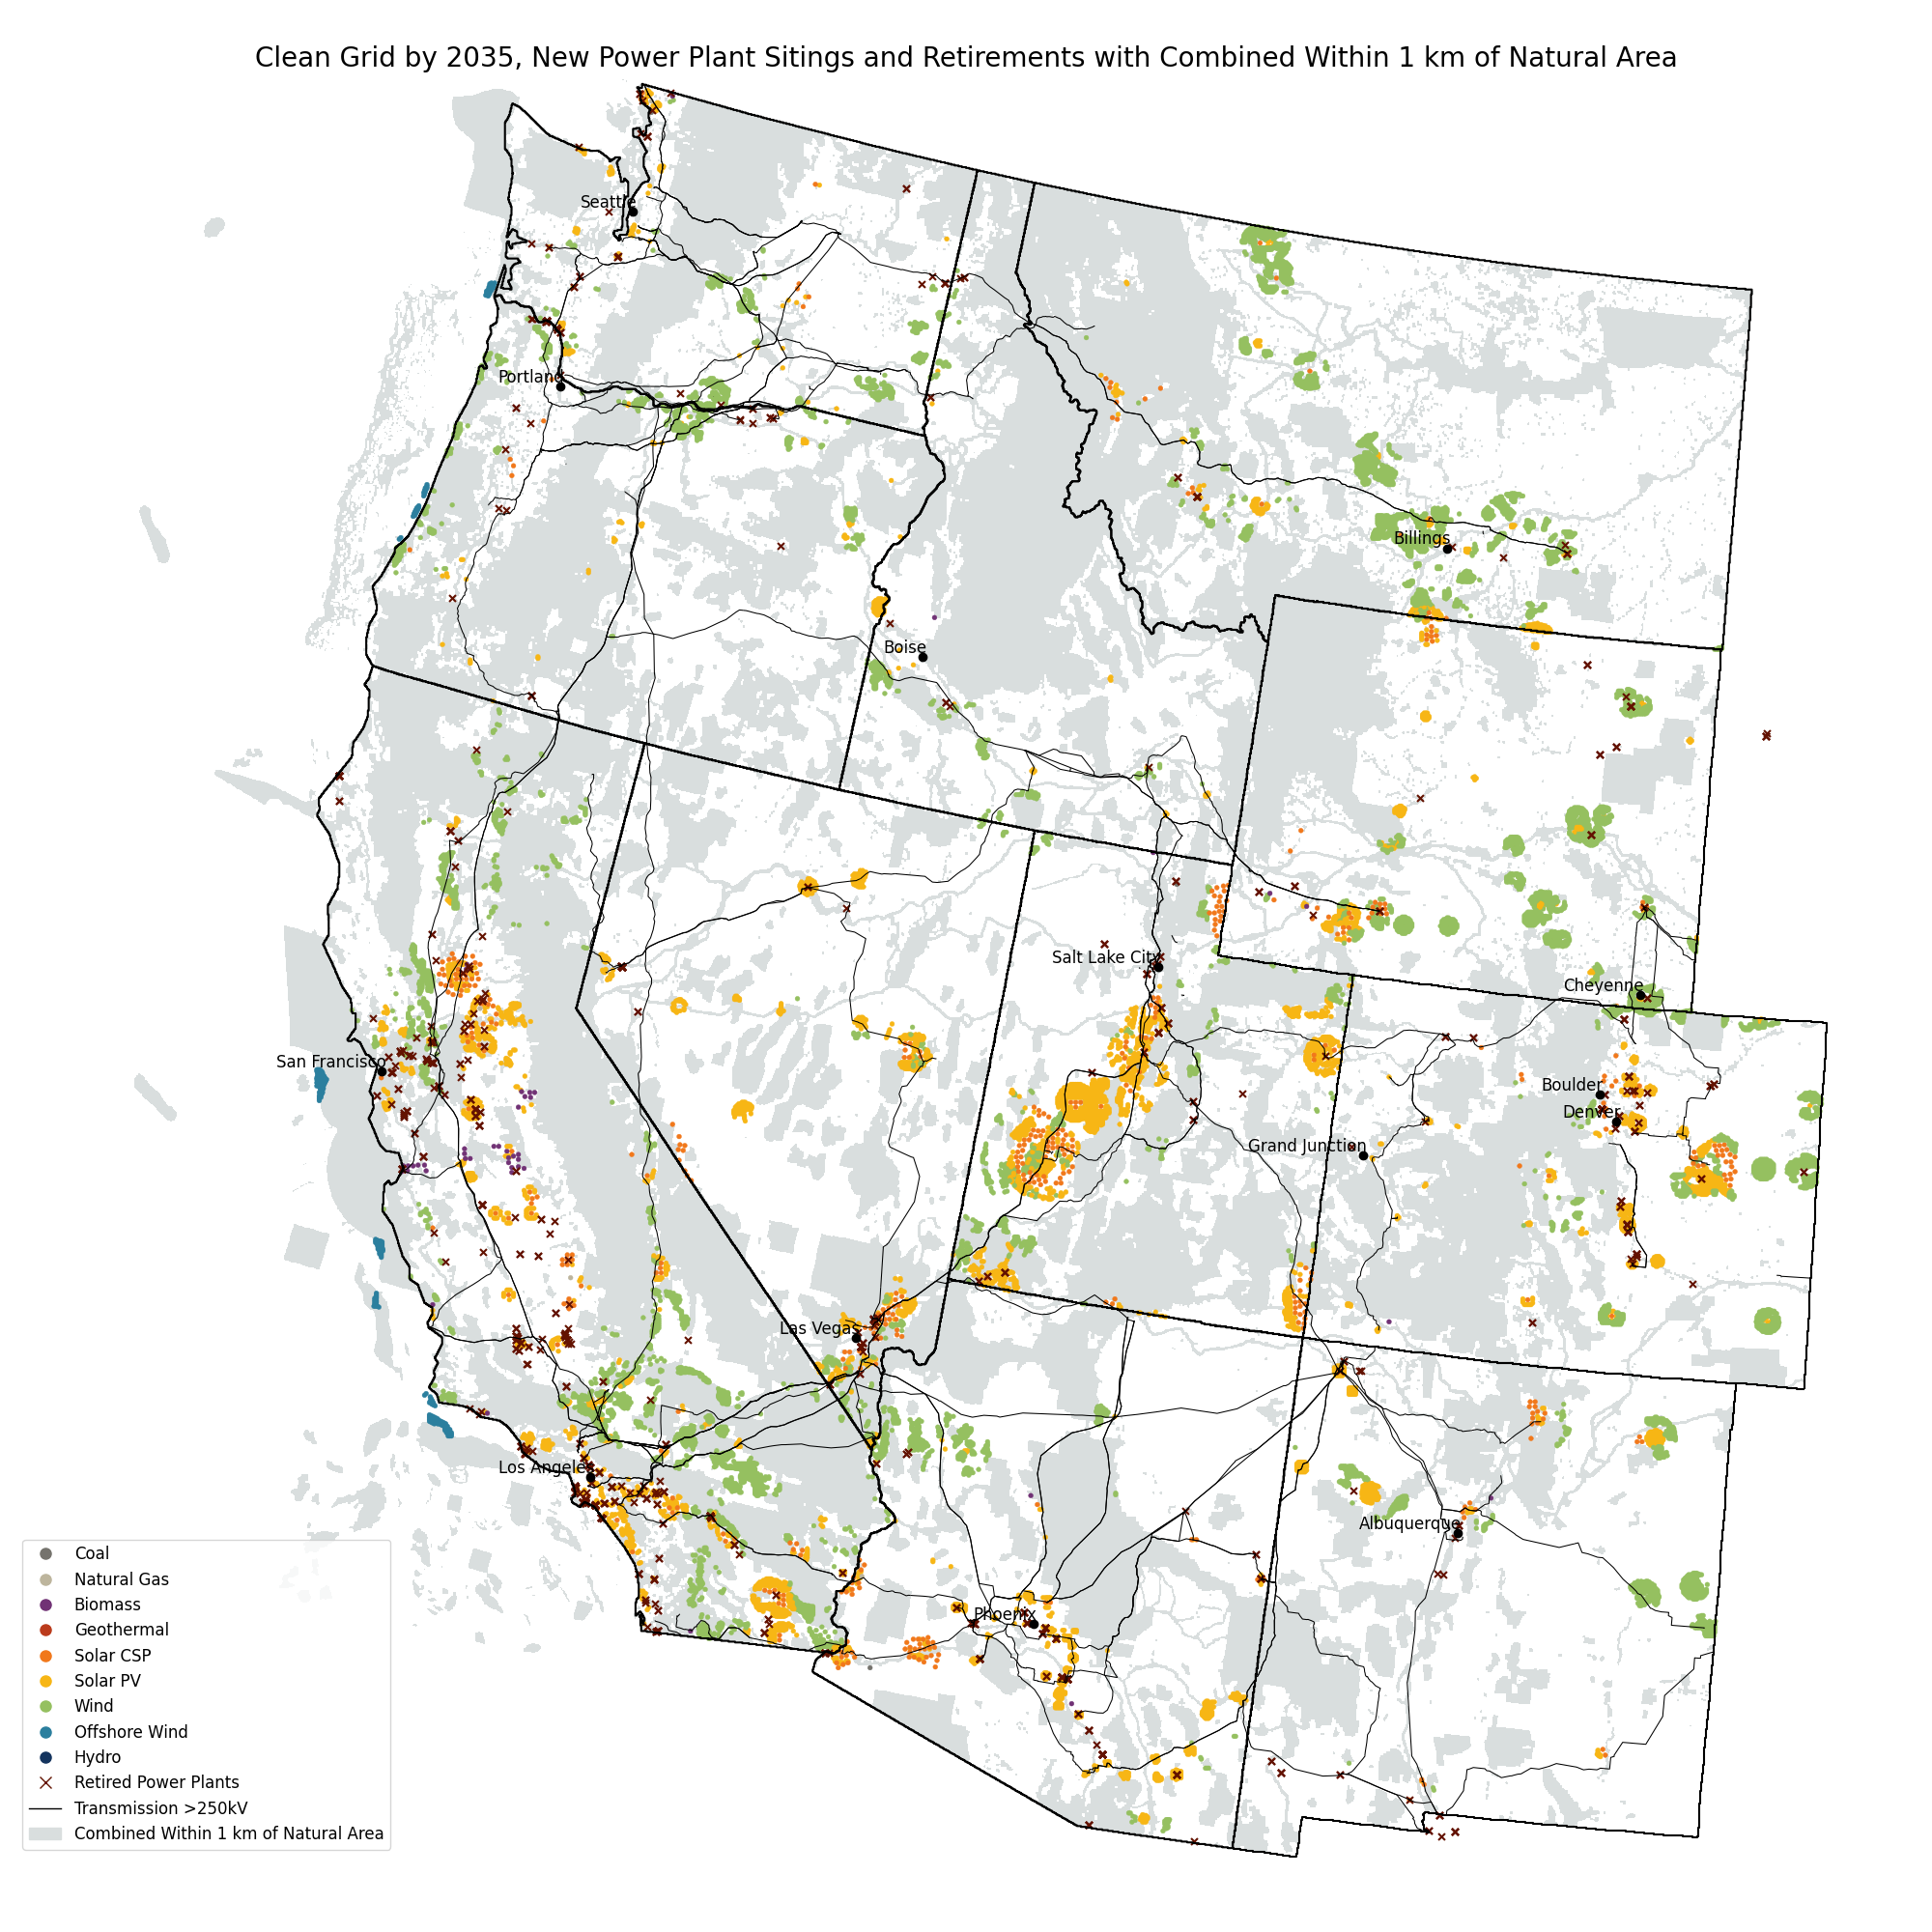 Clean Grid by 2035, New Power Plant Sitings and Retirements with Combined Within 1 km of Natural Area
Seattle
Portland
Billings
Boise
Salt Lake City
Cheyenne
San Francisco
Boulder
Denver
Grand Junction
Las Vegas
Los Angeles
Albuquerque
Phoenix
Coal
Natural Gas
Biomass
Geothermal
Solar CSP
Solar PV
Wind
Offshore Wind
Hydro
Retired Power Plants
Transmission >250kV
Combined Within 1 km of Natural Area